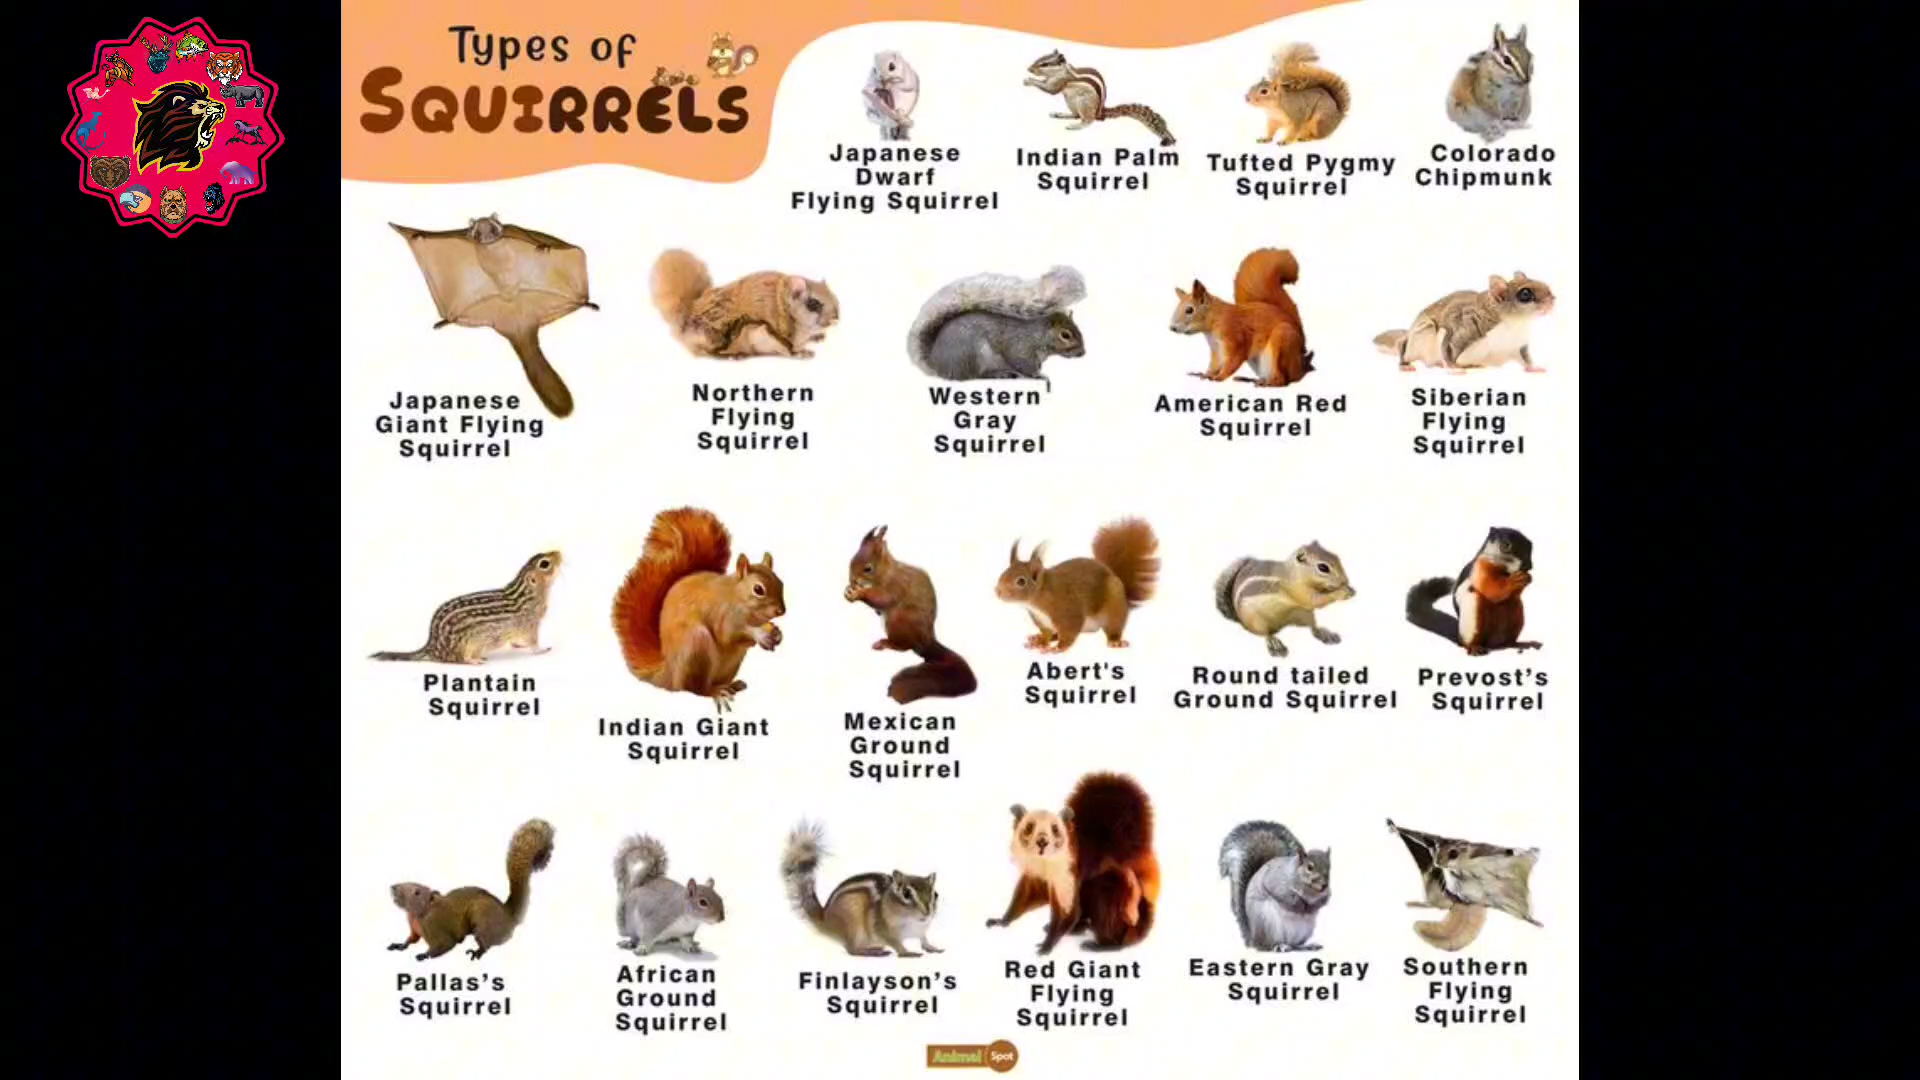 Types of
SQUIRRELS
Japanese
Dwarf
Flying Squirrel
Indian Palm
Squirrel
Tufted Pygmy
Squirrel
Colorado
Chipmunk
Japanese
Giant Flying
Squirrel
Northern
Flying
Squirrel
Western
Gray
Squirrel
American Red
Squirrel
Siberian
Flying
Squirrel
Plantain
Squirrel
Indian Giant
Squirrel
Mexican
Ground
Squirrel
Abert's
Squirrel
Round tailed
Ground Squirrel
Prevost's
Squirrel
Pallas's
Squirrel
African
Ground
Squirrel
Finlayson's
Squirrel
Red Giant
Flying
Squirrel
Eastern Gray
Squirrel
Southern
Flying
Squirrel
Animal Spot